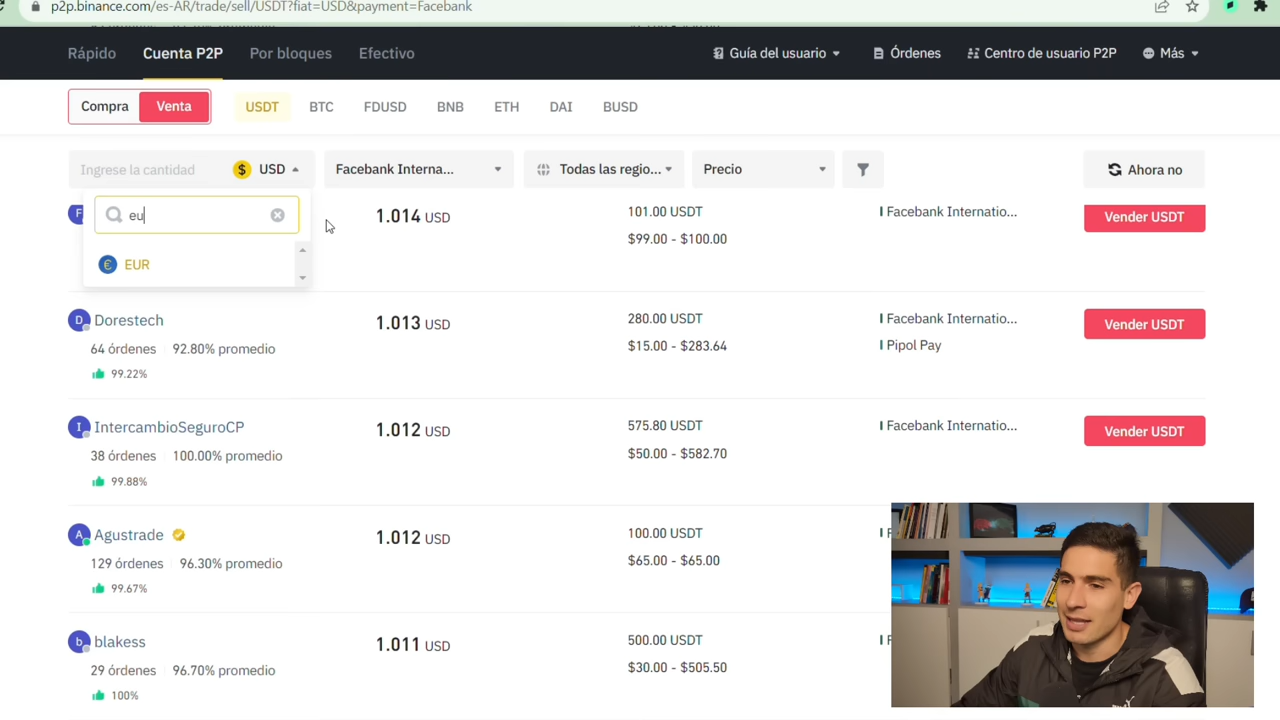 p2p.binance.com/es-AR/trade/sell/USDT?fiat=USD&payment=Facebook
Rápido Cuenta P2P Por bloques Efectivo Guía del usuario Órdenes Centro de usuario P2P Más
Compra Venta USDT BTC FDUSD BNB ETH DAI BUSD
Ingrese la cantidad $ USD Facebank Interna... Todas las regio... Precio Ahora no
eu
€ EUR
1.014 USD 101.00 USDT Facebank Internatio... Vender USDT
$99.00 - $100.00
D Dorestech 1.013 USD 280.00 USDT Facebank Internatio... Vender USDT
64 órdenes 92.80% promedio $15.00 - $283.64 Pipol Pay
99.22%
I IntercambioSeguroCP 1.012 USD 575.80 USDT Facebank Internatio... Vender USDT
38 órdenes 100.00% promedio $50.00 - $582.70
99.88%
A Agustrade 1.012 USD 100.00 USDT
129 órdenes 96.30% promedio $65.00 - $65.00
99.67%
b blakess 1.011 USD 500.00 USDT
29 órdenes 96.70% promedio $30.00 - $505.50
100%